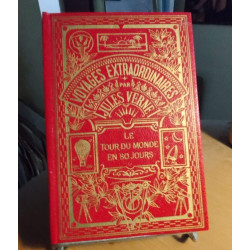 VOYAGES EXTRAORDINAIRES
PAR
JULES VERNE
LE
TOUR DU MONDE
EN 80 JOURS